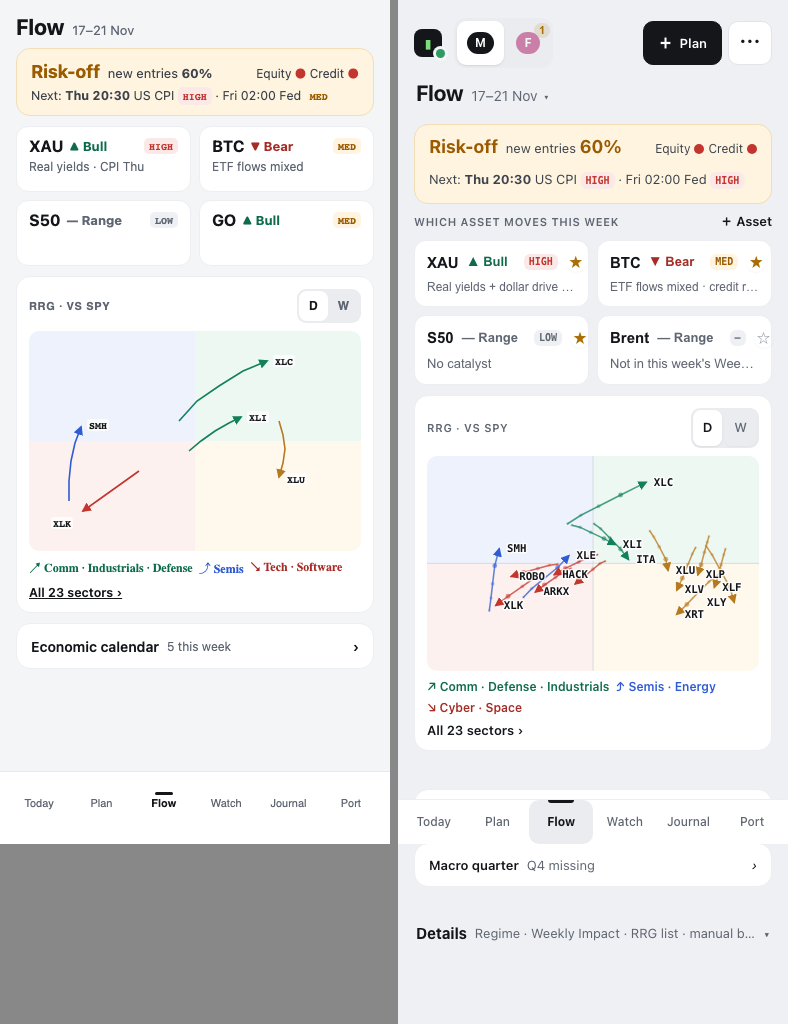 Flow 17–21 Nov
Risk-off new entries 60% Equity Credit
Next: Thu 20:30 US CPI HIGH · Fri 02:00 Fed MED
XAU ▲ Bull HIGH
Real yields · CPI Thu
BTC ▼ Bear MED
ETF flows mixed
S50 — Range LOW
GO ▲ Bull MED
RRG · VS SPY D W
XLC
XLI
SMH
XLU
XLK
↗ Comm · Industrials · Defense ⤴ Semis ↘ Tech · Software
All 23 sectors ›
Economic calendar 5 this week ›
Today Plan Flow Watch Journal Port
M F 1 + Plan ···
Flow 17–21 Nov ▾
Risk-off new entries 60% Equity Credit
Next: Thu 20:30 US CPI HIGH · Fri 02:00 Fed HIGH
WHICH ASSET MOVES THIS WEEK + Asset
XAU ▲ Bull HIGH ★
Real yields + dollar drive …
BTC ▼ Bear MED ★
ETF flows mixed · credit r…
S50 — Range LOW ★
No catalyst
Brent — Range – ☆
Not in this week's Wee…
RRG · VS SPY D W
XLC
SMH
XLI
XLE
ITA
ROBO
HACK
XLU
XLP
ARKX
XLV
XLF
XLK
XLY
XRT
↗ Comm · Defense · Industrials ⤴ Semis · Energy
↘ Cyber · Space
All 23 sectors ›
Today Plan Flow Watch Journal Port
Macro quarter Q4 missing ›
Details Regime · Weekly Impact · RRG list · manual b… ▾